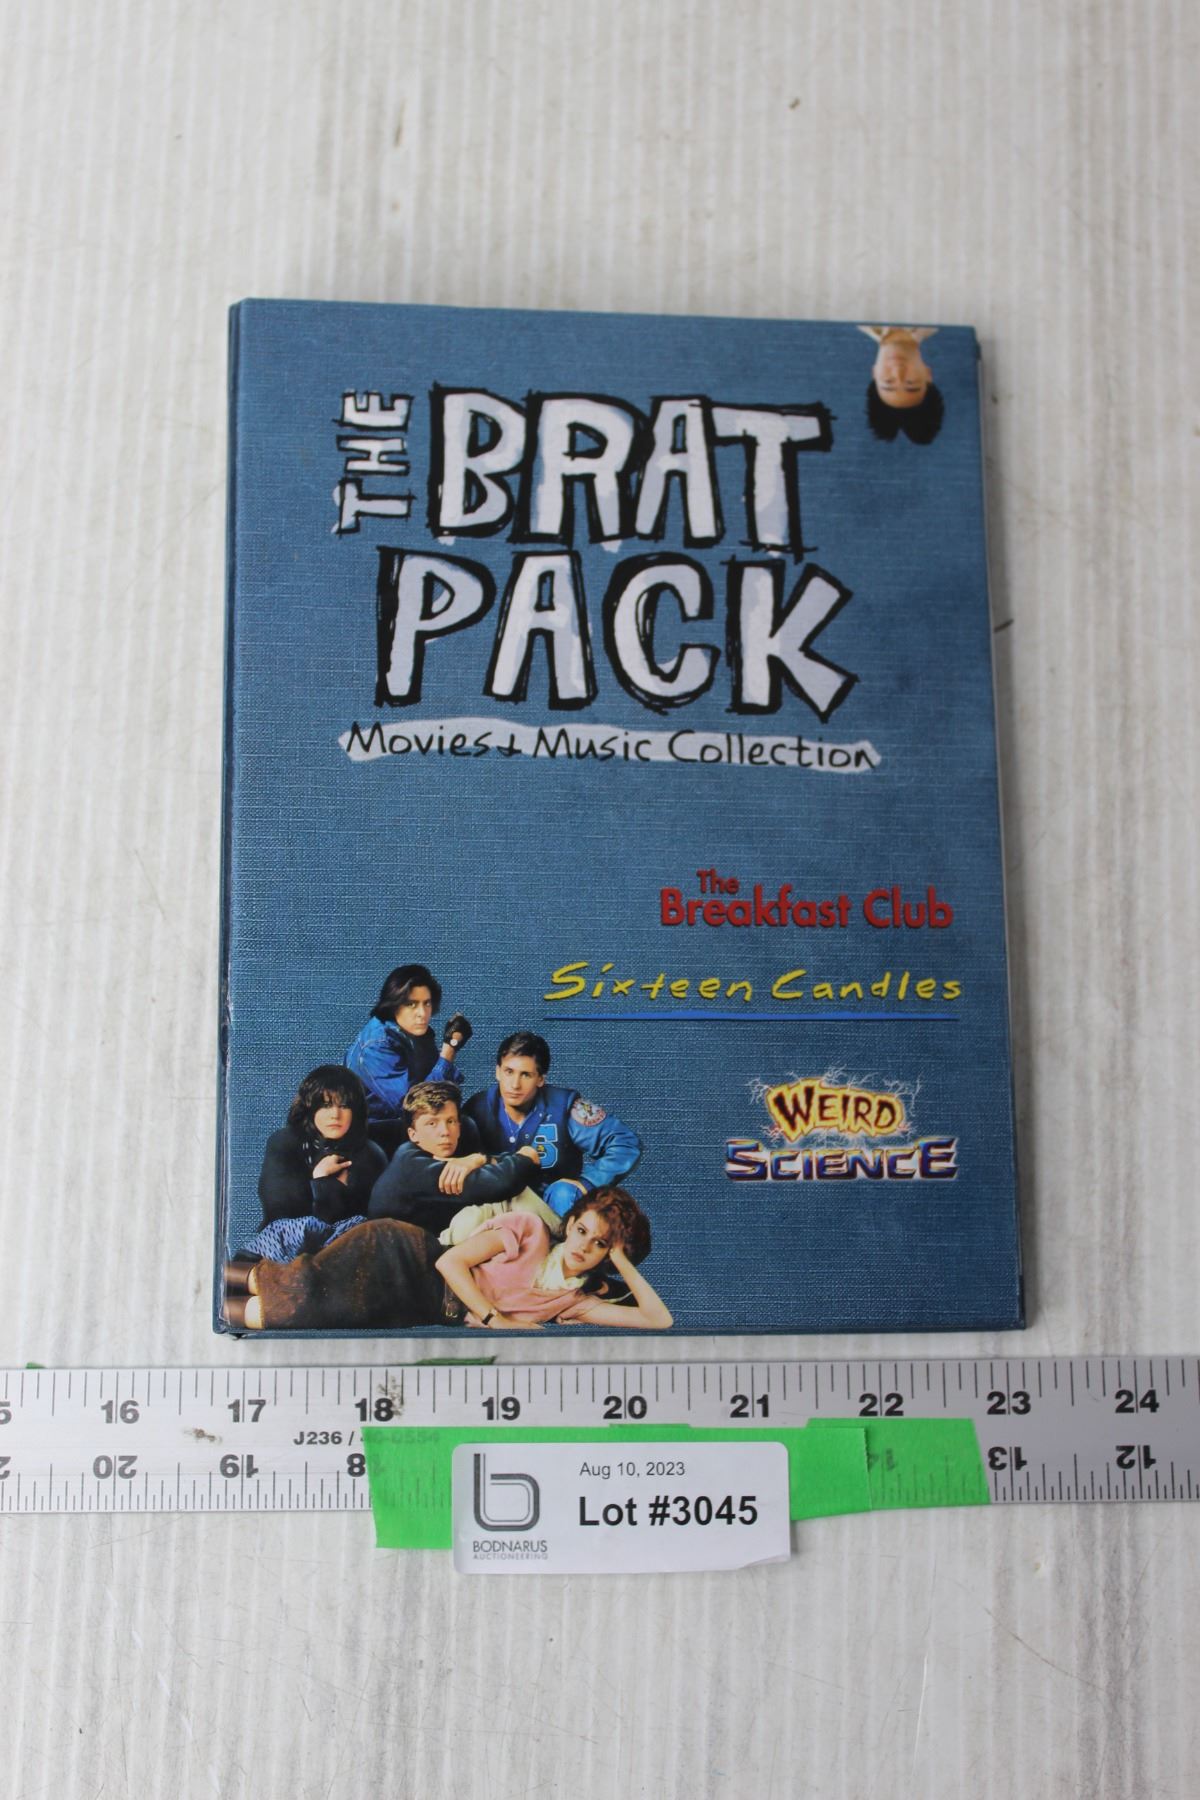 THE
BRAT
PACK
Movies & Music Collection
The
Breakfast Club
Sixteen Candles
WEIRD
SCIENCE
S
16 17 18 19 20 21 22 23 24
J236 /
20 19 18 14 13 12
Aug 10, 2023
Lot #3045
BODNARUS
AUCTIONEERING